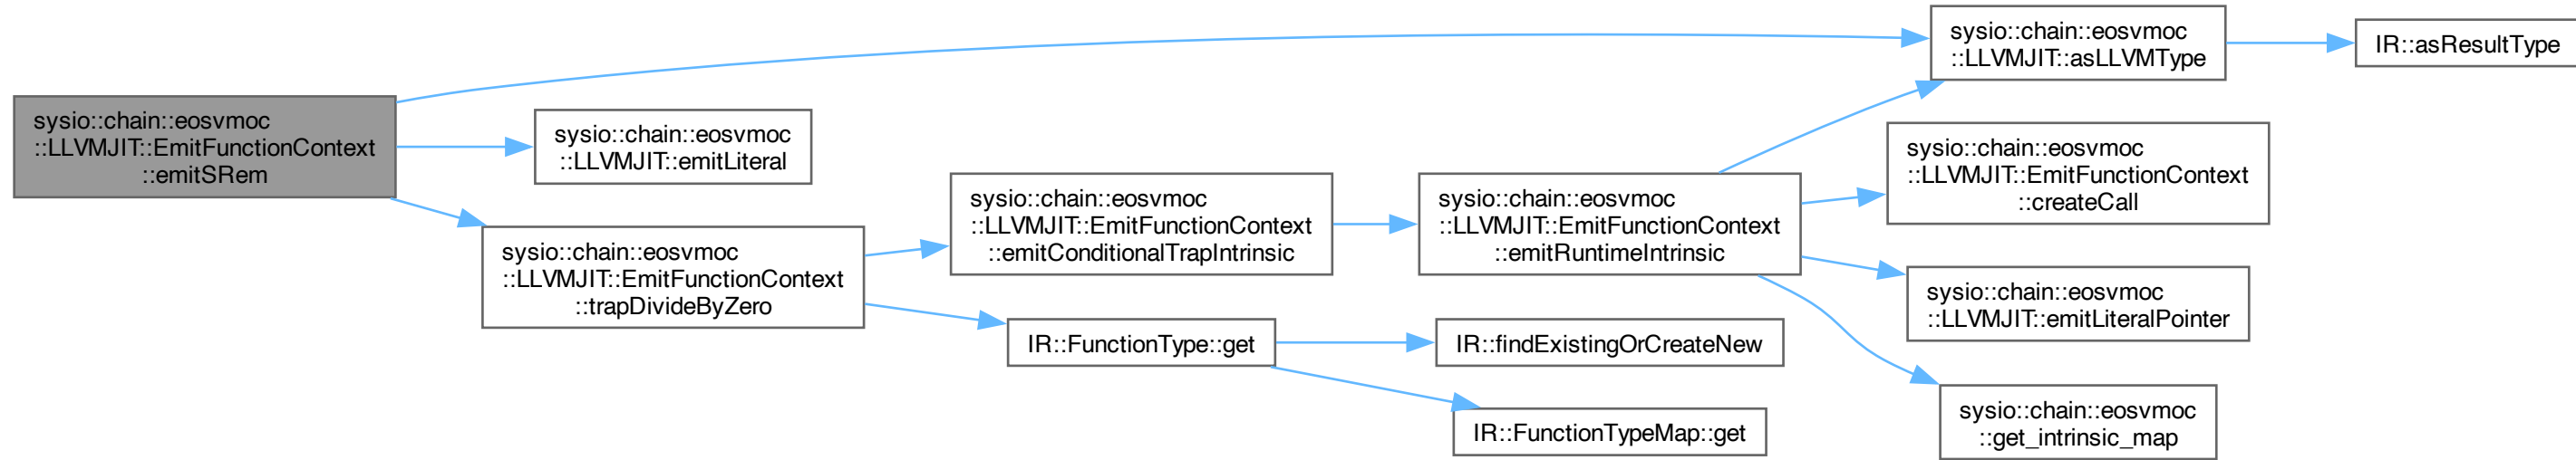 sysio::chain::eosvmoc
::LLVMJIT::EmitFunctionContext
::emitSRem
sysio::chain::eosvmoc
::LLVMJIT::asLLVMType
IR::asResultType
sysio::chain::eosvmoc
::LLVMJIT::emitLiteral
sysio::chain::eosvmoc
::LLVMJIT::EmitFunctionContext
::trapDivideByZero
sysio::chain::eosvmoc
::LLVMJIT::EmitFunctionContext
::emitConditionalTrapIntrinsic
sysio::chain::eosvmoc
::LLVMJIT::EmitFunctionContext
::emitRuntimeIntrinsic
sysio::chain::eosvmoc
::LLVMJIT::EmitFunctionContext
::createCall
sysio::chain::eosvmoc
::LLVMJIT::emitLiteralPointer
sysio::chain::eosvmoc
::get_intrinsic_map
IR::FunctionType::get
IR::findExistingOrCreateNew
IR::FunctionTypeMap::get